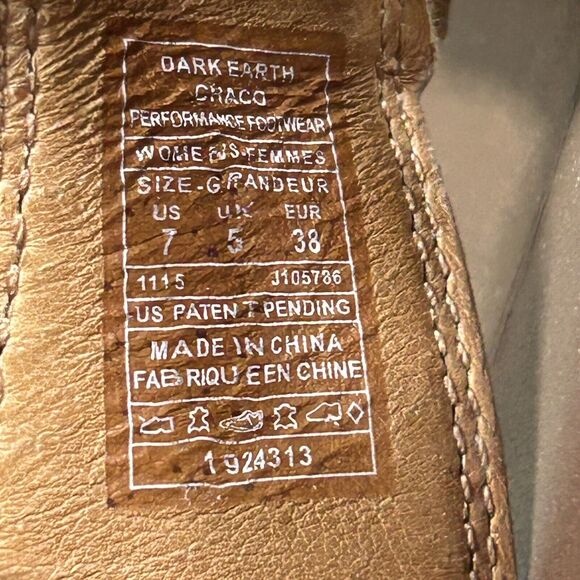 DARK EARTH
DRACO
PERFORMANCE FOOTWEAR
WOMENS-FEMMES
SIZE-GRANDEUR
US UK EUR
7 5 38
1115 J105786
US PATENT PENDING
MADE IN CHINA
FABRIQUE EN CHINE
1924313